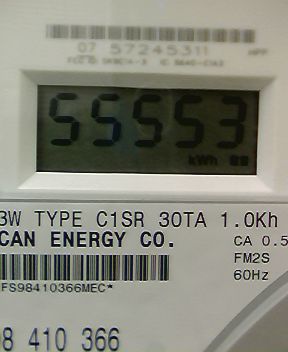 07 57245311
55553
kWh
3W TYPE C1SR 30TA 1.0Kh
CAN ENERGY CO.
CA 0.5
FM2S
60Hz
FS98410366MEC*
98 410 366